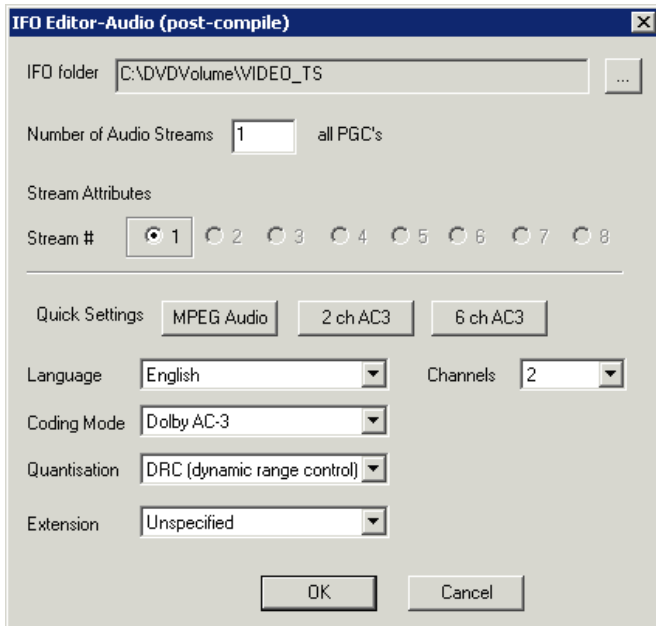 IFO Editor-Audio (post-compile)
IFO folder C:\DVDVolume\VIDEO_TS ...
Number of Audio Streams 1 all PGC's
Stream Attributes
Stream # 1 2 3 4 5 6 7 8
Quick Settings MPEG Audio 2 ch AC3 6 ch AC3
Language English Channels 2
Coding Mode Dolby AC-3
Quantisation DRC (dynamic range control)
Extension Unspecified
OK Cancel